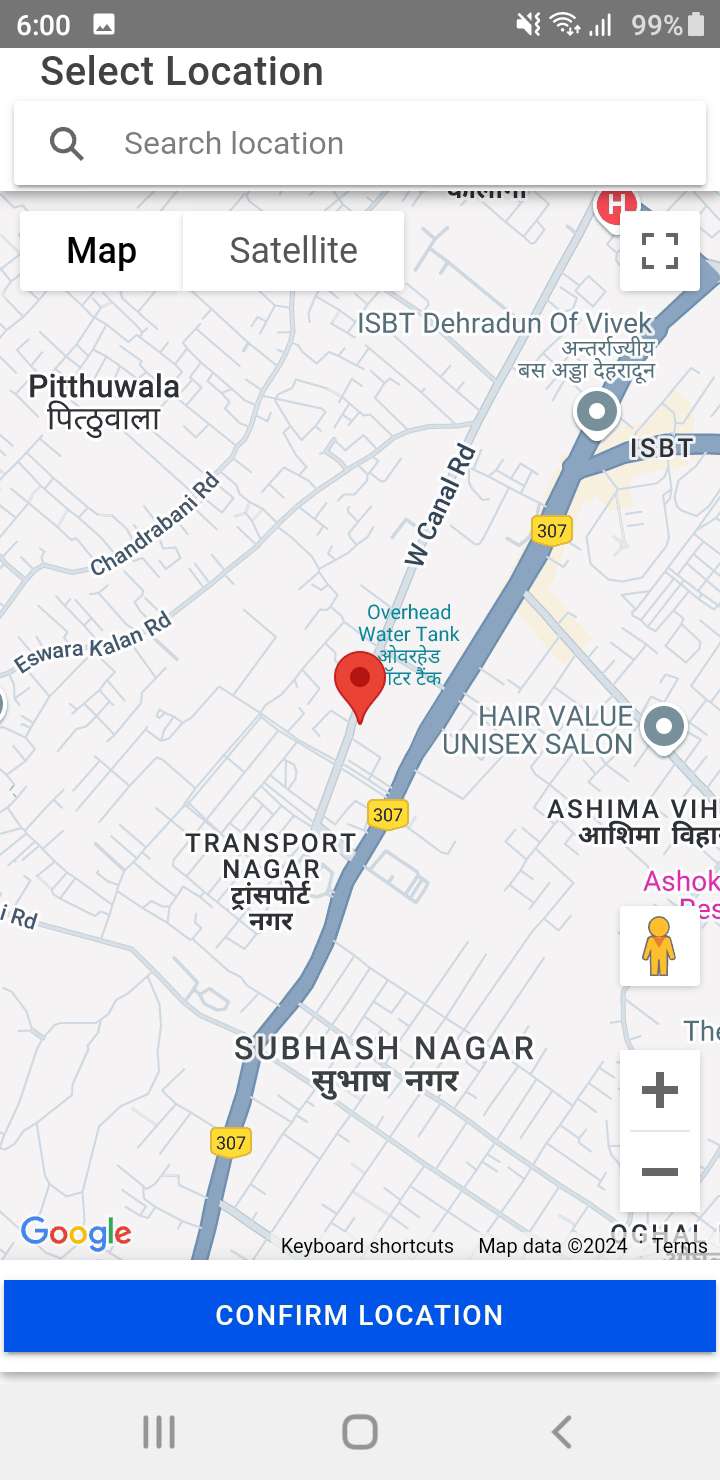 6:00
99%
Select Location
Search location
H
Map
Satellite
ISBT Dehradun Of Vivek
अन्तर्राज्यीय
बस अड्डा देहरादून
Pitthuwala
पित्ठुवाला
ISBT
Chandrabani Rd
W Canal Rd
307
Eswara Kalan Rd
Overhead
Water Tank
ओवरहेड
टैंक
HAIR VALUE
UNISEX SALON
307
ASHIMA VIH
आशिमा
TRANSPORT
NAGAR
ट्रांसपोर्ट
नगर
Ashok
i Rd
The
SUBHASH NAGAR
सुभाष नगर
307
Google
Keyboard shortcuts
Map data ©2024
Terms
CONFIRM LOCATION